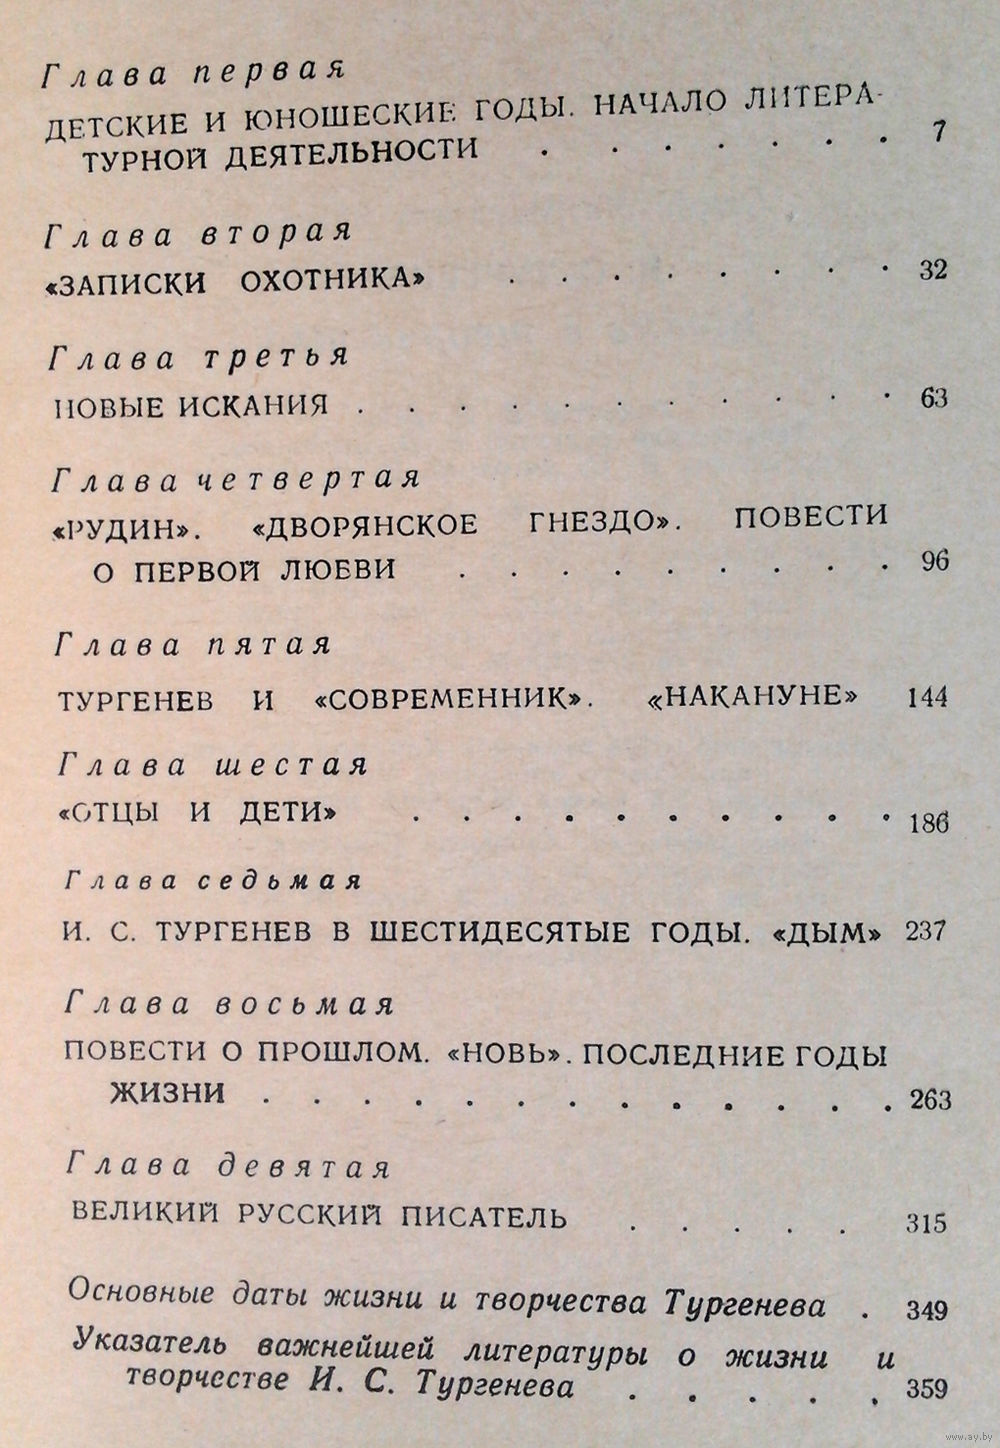 Глава первая
ДЕТСКИЕ И ЮНОШЕСКИЕ ГОДЫ. НАЧАЛО ЛИТЕРА-
ТУРНОЙ ДЕЯТЕЛЬНОСТИ . . . . . . . 7
Глава вторая
«ЗАПИСКИ ОХОТНИКА» . . . . . . . . 32
Глава третья
НОВЫЕ ИСКАНИЯ . . . . . . . . . . . 63
Глава четвертая
«РУДИН». «ДВОРЯНСКОЕ ГНЕЗДО». ПОВЕСТИ
О ПЕРВОЙ ЛЮБВИ . . . . . . . . . 96
Глава пятая
ТУРГЕНЕВ И «СОВРЕМЕННИК». «НАКАНУНЕ» 144
Глава шестая
«ОТЦЫ И ДЕТИ» . . . . . . . . . . 186
Глава седьмая
И. С. ТУРГЕНЕВ В ШЕСТИДЕСЯТЫЕ ГОДЫ. «ДЫМ» 237
Глава восьмая
ПОВЕСТИ О ПРОШЛОМ. «НОВЬ». ПОСЛЕДНИЕ ГОДЫ
ЖИЗНИ . . . . . . . . . . . . . 263
Глава девятая
ВЕЛИКИЙ РУССКИЙ ПИСАТЕЛЬ . . . . . 315
Основные даты жизни и творчества Тургенева . 349
Указатель важнейшей литературы о жизни и
творчестве И. С. Тургенева . . . . . 359
www.ay.by